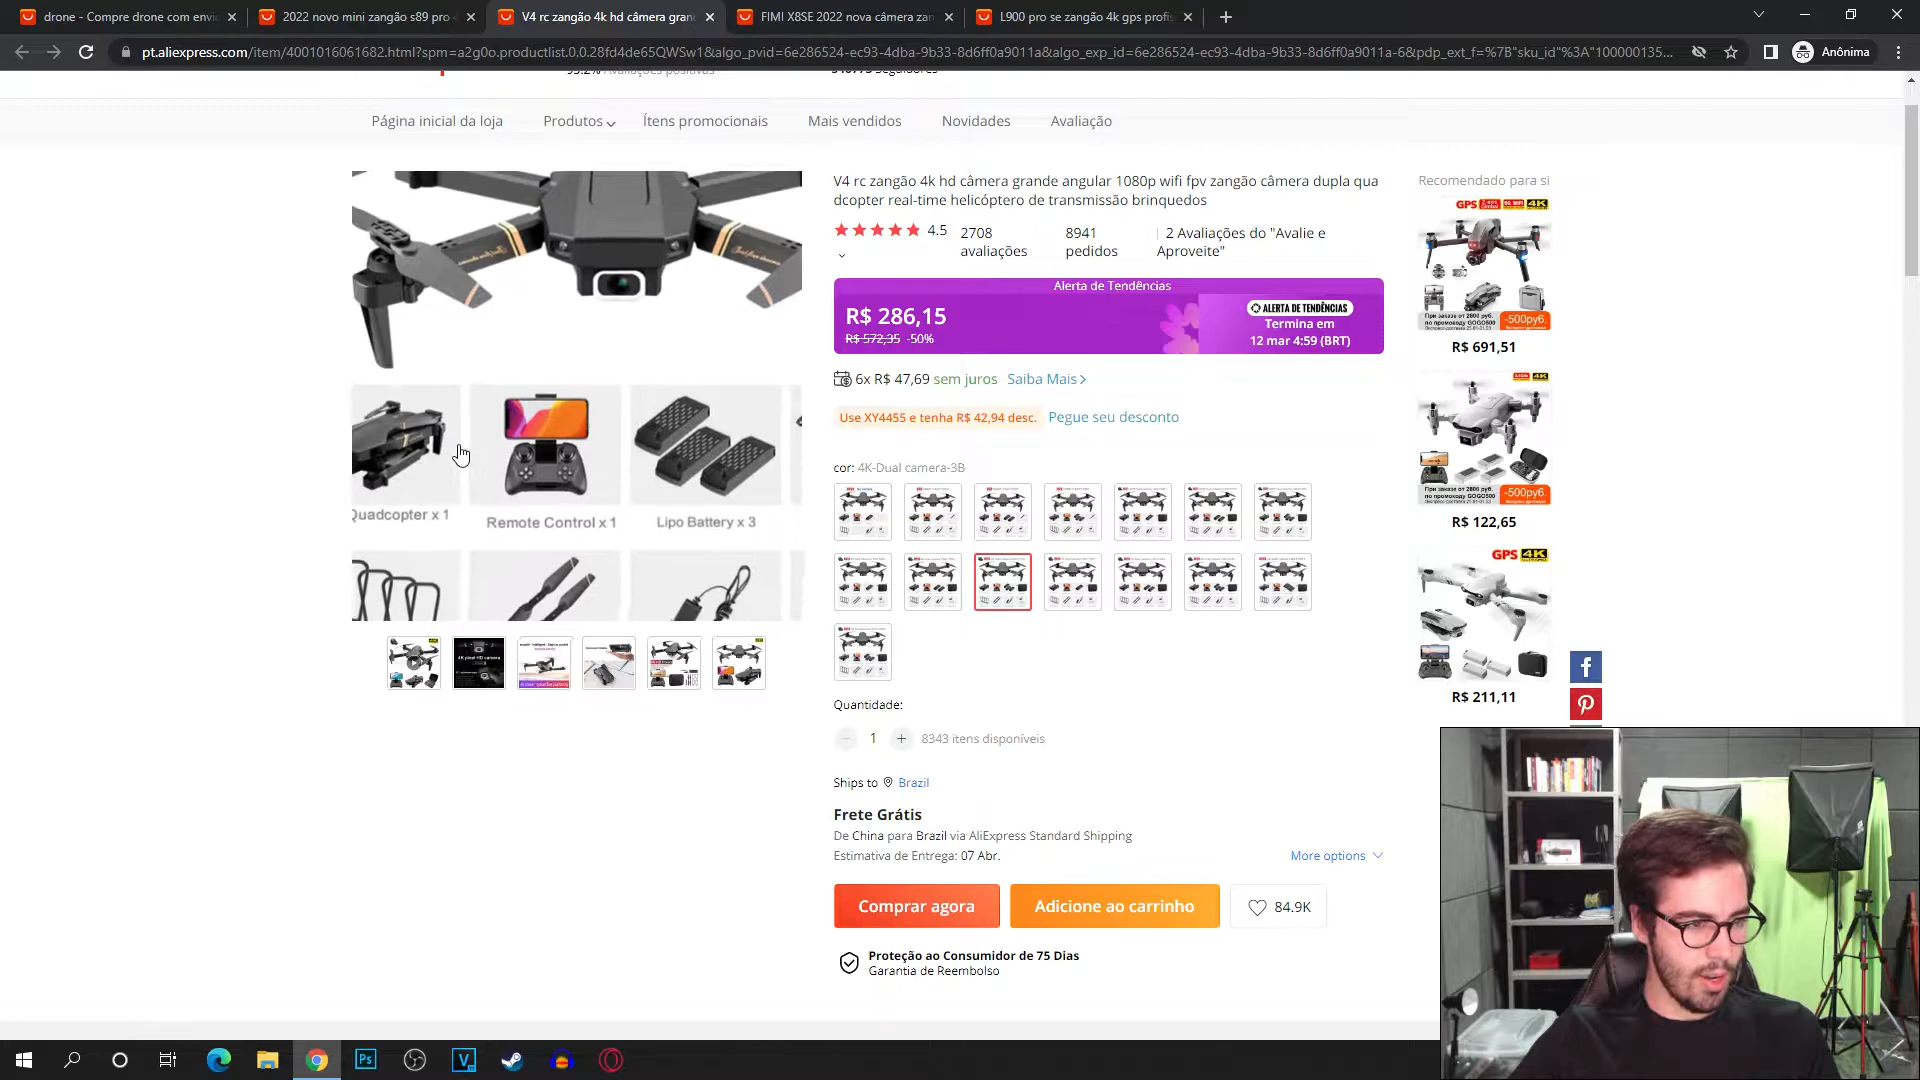 drone - Compre drone com envi
2022 novo mini zangão s89 pro
V4 rc zangão 4k hd câmera gran
FIMI X8SE 2022 nova câmera zan
L900 pro se zangão 4k gps profis
pt.aliexpress.com/item/4001016061682.html?spm=a2g0o.productlist.0.0.28fd4de65QWSw1&algo_pvid=6e286524-ec93-4dba-9b33-8d6ff0a9011a&algo_exp_id=6e286524-ec93-4dba-9b33-8d6ff0a9011a-6&pdp_ext_f=%7B"sku_id"%3A"100000135...
Anônima
Página inicial da loja
Produtos
Ítens promocionais
Mais vendidos
Novidades
Avaliação
V4 rc zangão 4k hd câmera grande angular 1080p wifi fpv zangão câmera dupla qua
dcopter real-time helicóptero de transmissão brinquedos
4.5
2708
avaliações
8941
pedidos
2 Avaliações do "Avalie e
Aproveite"
Alerta de Tendências
R$ 286,15
R$ 572,35 -50%
ALERTA DE TENDÊNCIAS
Termina em
12 mar 4:59 (BRT)
6x R$ 47,69 sem juros Saiba Mais
Use XY4455 e tenha R$ 42,94 desc. Pegue seu desconto
cor: 4K-Dual camera-3B
Quadcopter x 1
Remote Control x 1
Lipo Battery x 3
Quantidade:
1
8343 itens disponíveis
Ships to Brazil
Frete Grátis
De China para Brazil via AliExpress Standard Shipping
Estimativa de Entrega: 07 Abr.
More options
Comprar agora
Adicione ao carrinho
84.9K
Proteção ao Consumidor de 75 Dias
Garantia de Reembolso
Recomendado para si
GPS
4K
-500руб.
R$ 691,51
4K
-500руб.
R$ 122,65
GPS 4K
R$ 211,11
Ps
V